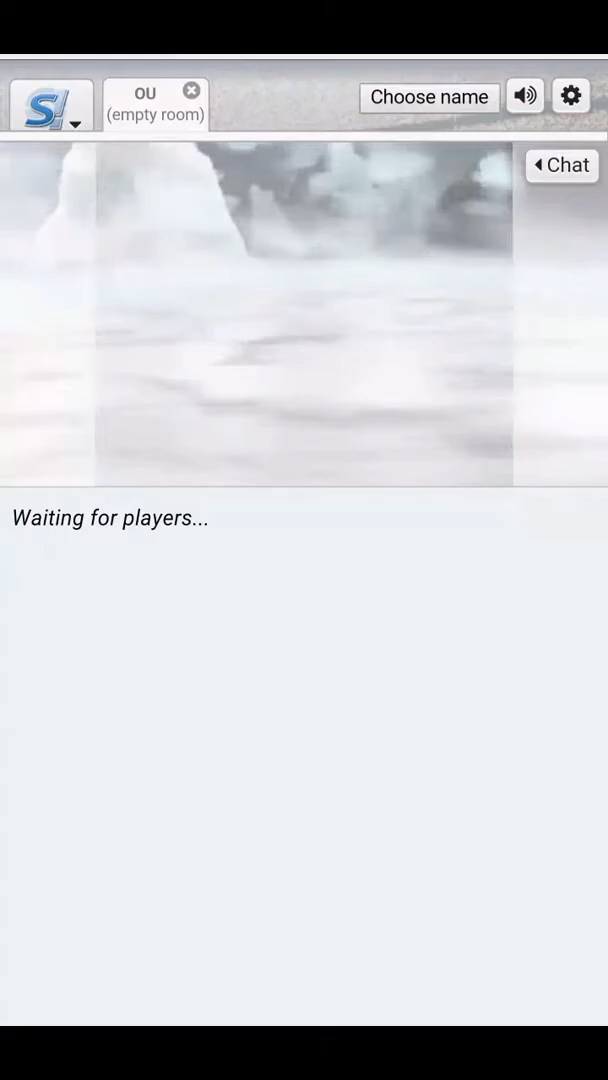 S!
OU
(empty room)
Choose name
Chat
Waiting for players...